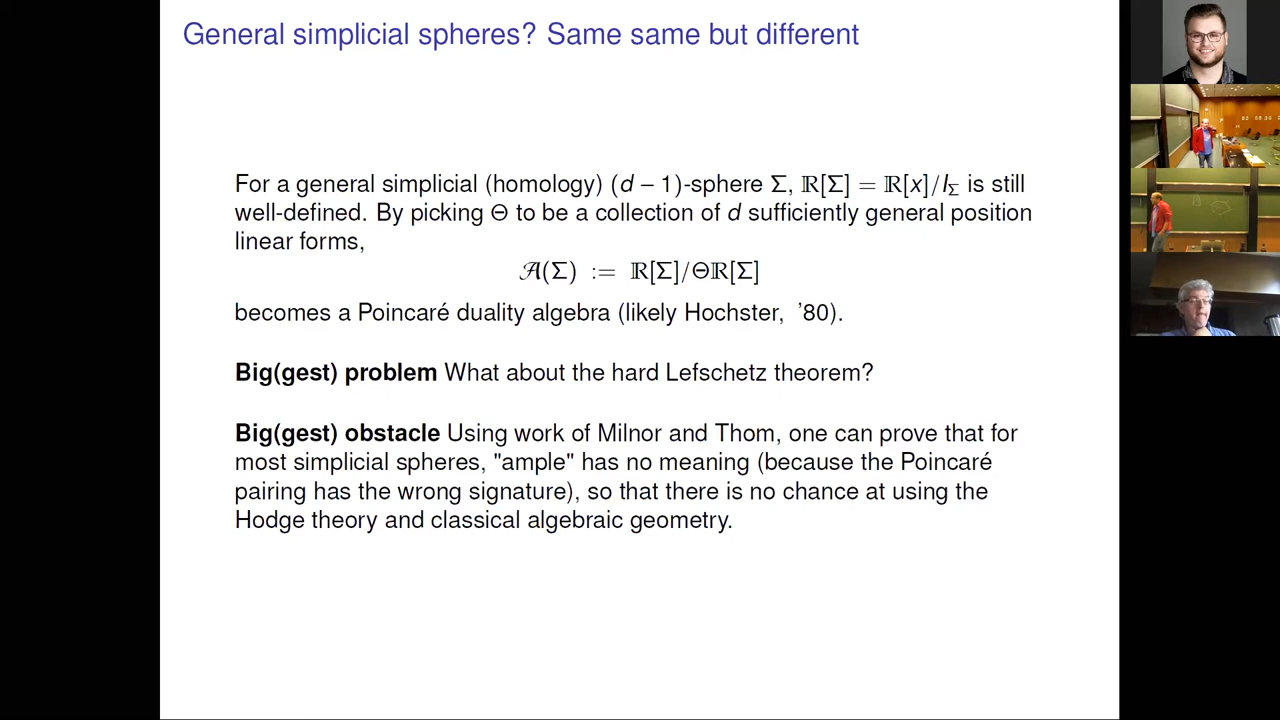 General simplicial spheres? Same same but different
For a general simplicial (homology) (d − 1)-sphere Σ, ℝ[Σ] = ℝ[x]/I_Σ is still
well-defined. By picking Θ to be a collection of d sufficiently general position
linear forms,
𝒜(Σ) := ℝ[Σ]/Θℝ[Σ]
becomes a Poincaré duality algebra (likely Hochster, '80).
Big(gest) problem What about the hard Lefschetz theorem?
Big(gest) obstacle Using work of Milnor and Thom, one can prove that for
most simplicial spheres, "ample" has no meaning (because the Poincaré
pairing has the wrong signature), so that there is no chance at using the
Hodge theory and classical algebraic geometry.